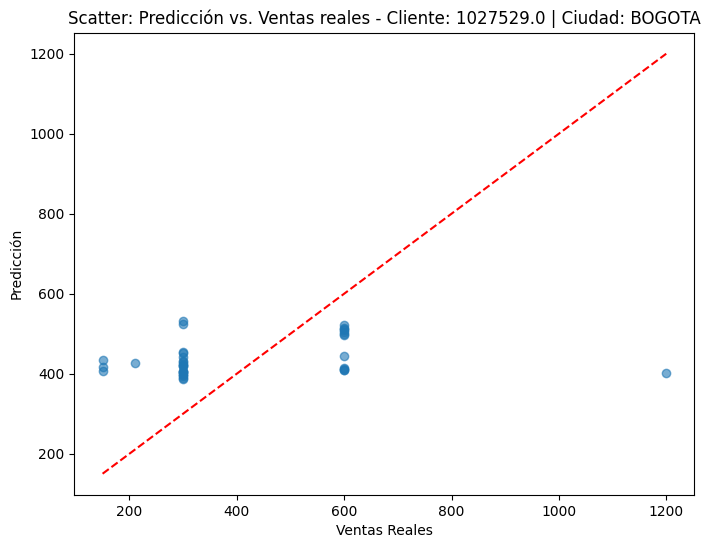 Scatter: Predicción vs. Ventas reales - Cliente: 1027529.0 | Ciudad: BOGOTA
1200
1000
800
600
400
200
Predicción
200 400 600 800 1000 1200
Ventas Reales